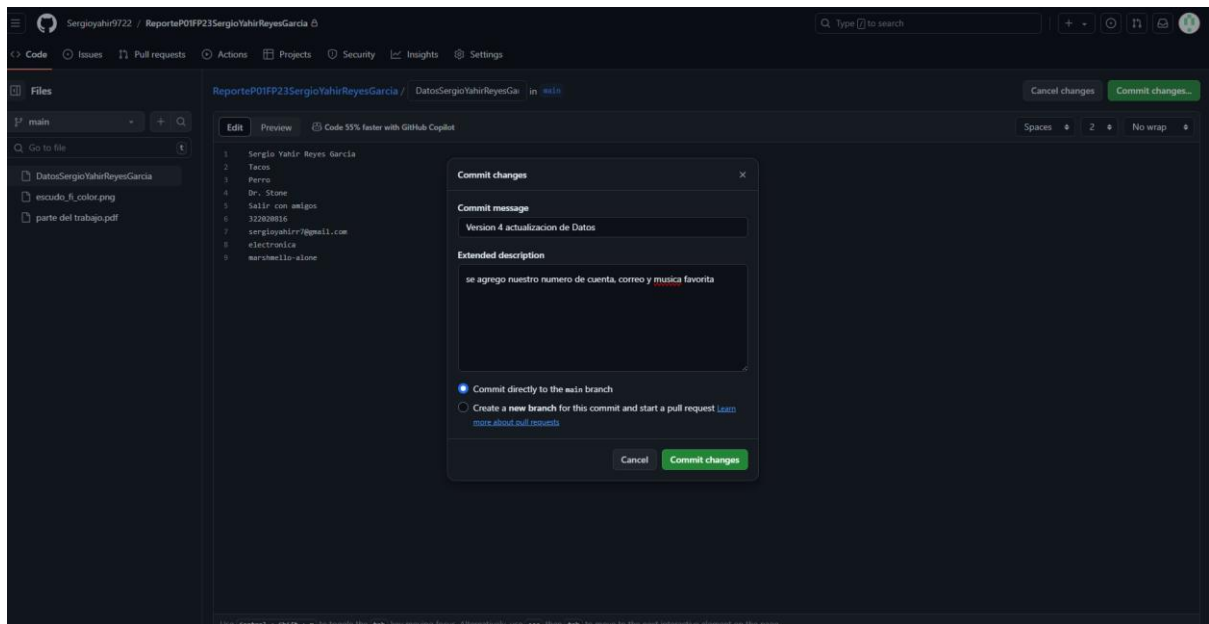 Sergioyahir9722 / ReporteP01FP23SergioYahirReyesGarcia
Type / to search
Code Issues Pull requests Actions Projects Security Insights Settings
Files
ReporteP01FP23SergioYahirReyesGarcia / DatosSergioYahirReyesGa in main
Cancel changes Commit changes...
main
Edit Preview Code 55% faster with GitHub Copilot
Spaces 2 No wrap
Go to file t
DatosSergioYahirReyesGarcia
escudo_fi_color.png
parte del trabajo.pdf
1 Sergio Yahir Reyes Garcia
2 Tacos
3 Perro
4 Dr. Stone
5 Salir con amigos
6 322028816
7 sergioyahirr7@gmail.com
8 electronica
9 marshmello-alone
Commit changes
Commit message
Version 4 actualizacion de Datos
Extended description
se agrego nuestro numero de cuenta, correo y musica favorita
Commit directly to the main branch
Create a new branch for this commit and start a pull request Learn
more about pull requests
Cancel Commit changes